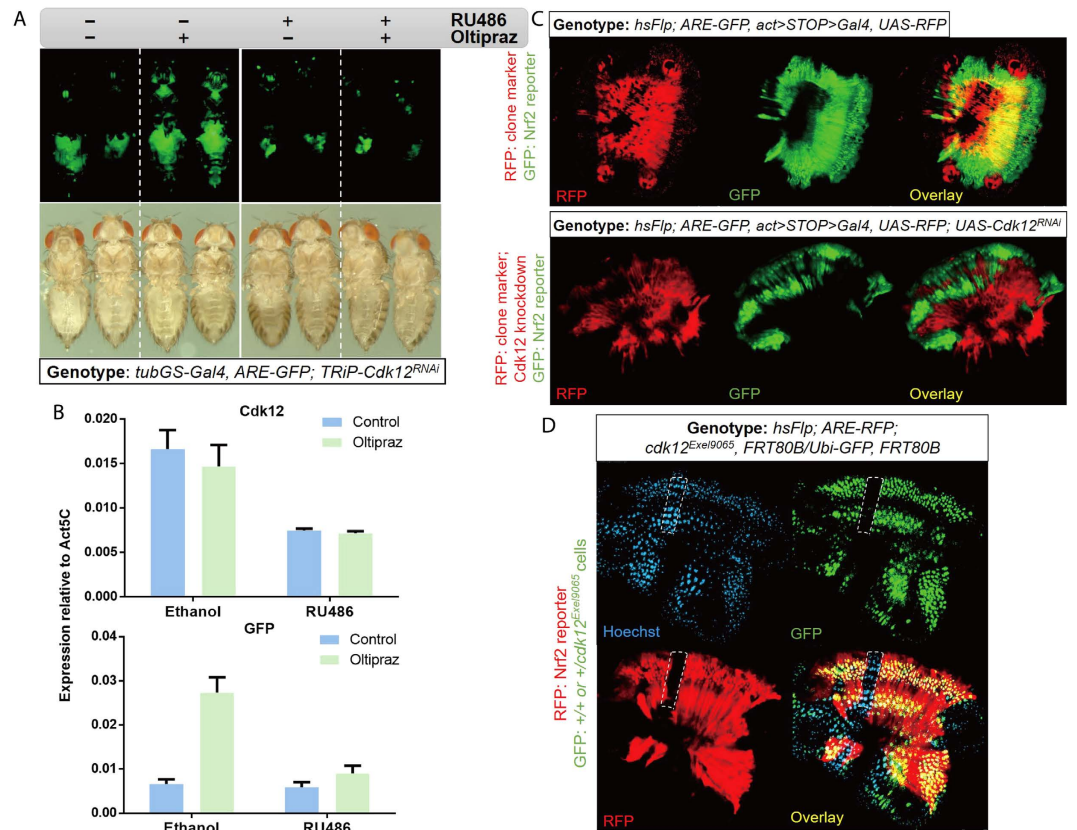 A
– – + + RU486
– + – + Oltipraz
Genotype: tubGS-Gal4, ARE-GFP; TRiP-Cdk12RNAi
B
Cdk12
Control
Oltipraz
0.020
0.015
0.010
0.005
0.000
Ethanol RU486
GFP
Control
Oltipraz
0.04
0.03
0.02
0.01
0.00
Ethanol RU486
Expression relative to Act5C
C
Genotype: hsFlp; ARE-GFP, act>STOP>Gal4, UAS-RFP
RFP: clone marker
GFP: Nrf2 reporter
RFP GFP Overlay
Genotype: hsFlp; ARE-GFP, act>STOP>Gal4, UAS-RFP; UAS-Cdk12RNAi
RFP: clone marker;
Cdk12 knockdown
GFP: Nrf2 reporter
RFP GFP Overlay
D
Genotype: hsFlp; ARE-RFP;
cdk12Exel9065, FRT80B/Ubi-GFP, FRT80B
RFP: Nrf2 reporter
GFP: +/+ or +/cdk12Exel9065 cells
Hoechst GFP
RFP Overlay